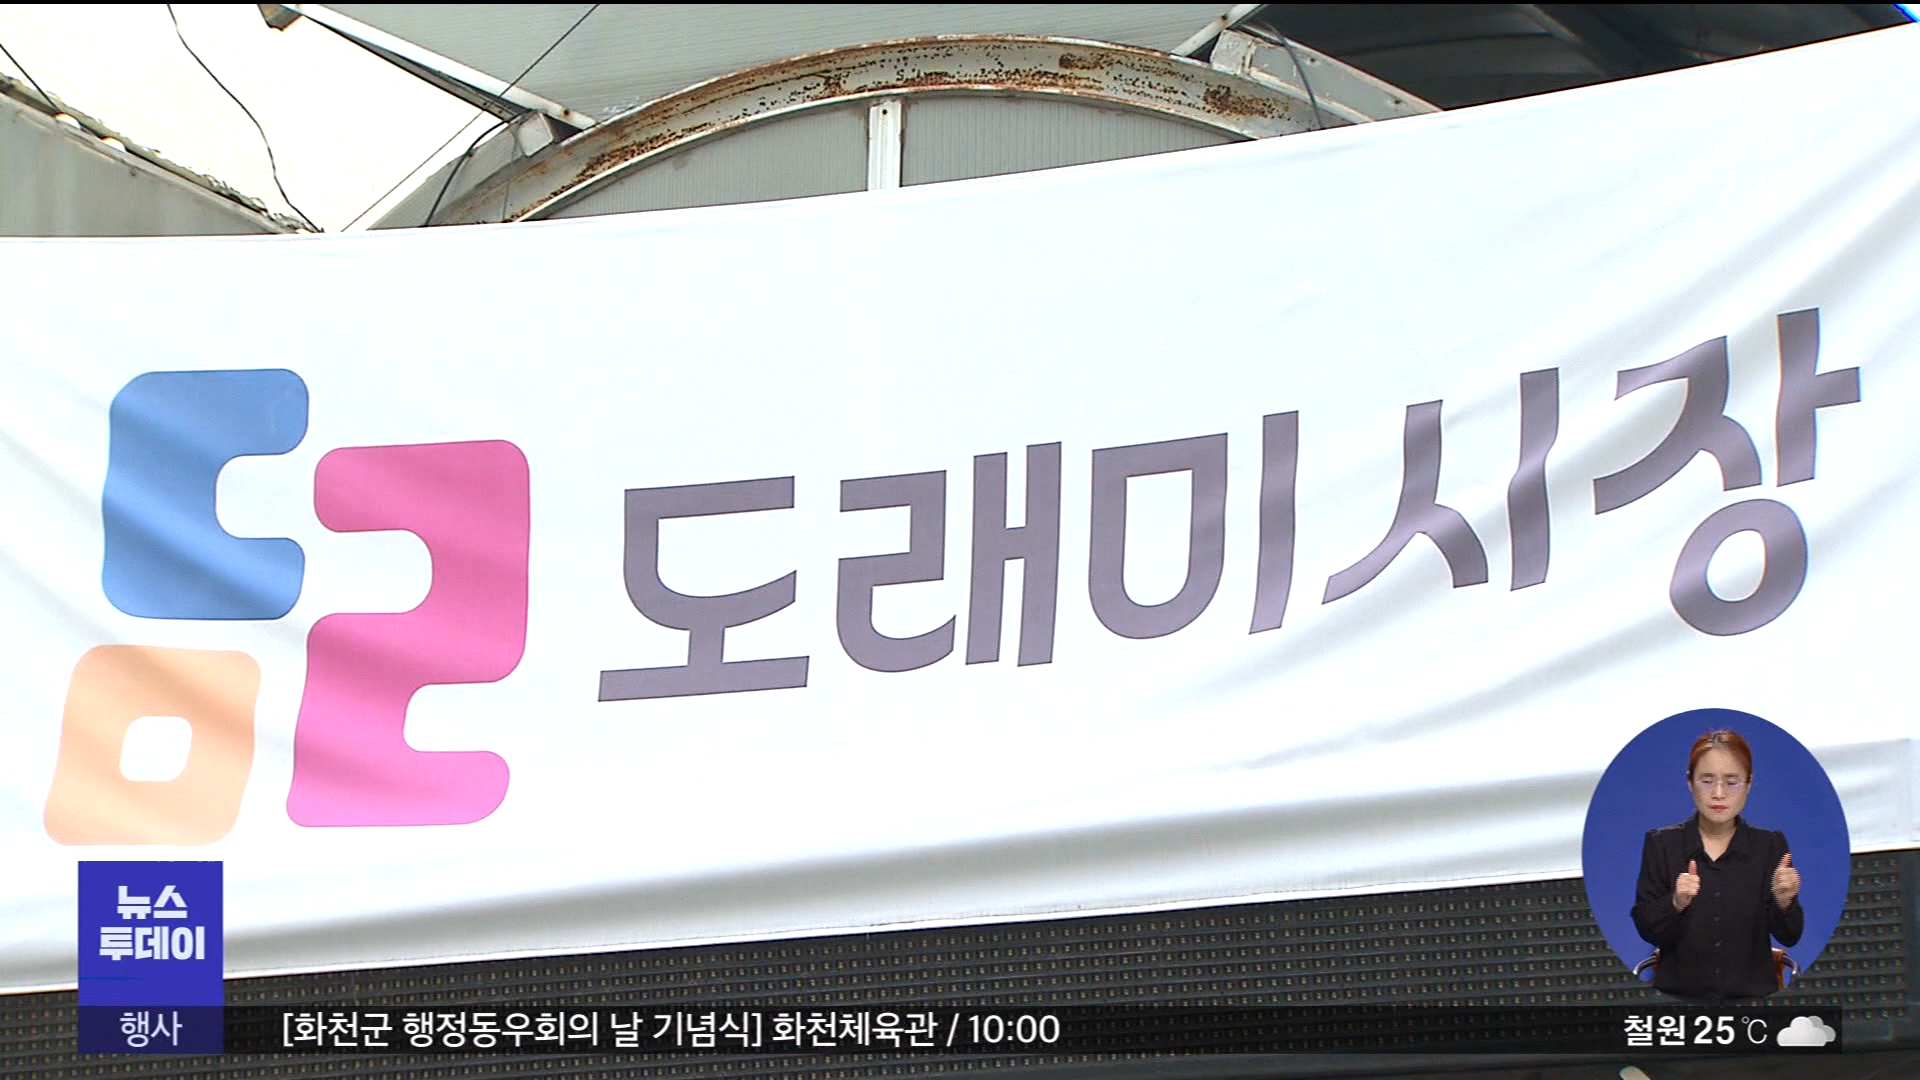 도래미시장
뉴스
투데이
행사
[화천군 행정동우회의 날 기념식] 화천체육관 / 10:00
철원 25℃